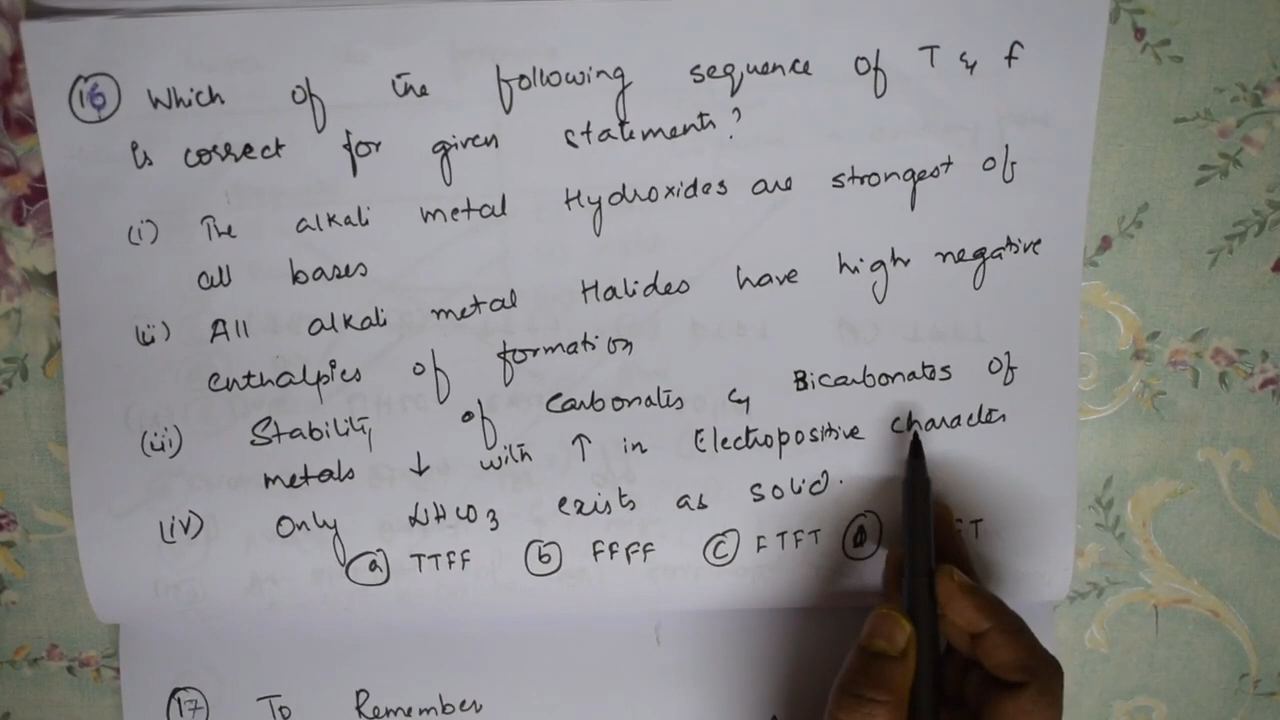 16 Which of the following sequence of T & f
Is correct for given statements?
(i) The alkali metal Hydroxides are strongest of
all bases
(ii) All alkali metal Halides have high negative
enthalpies of formation
(iii) Stability of Carbonates & Bicarbonates of
metals ↓ with ↑ in Electropositive character
(iv) Only LiHCO3 exists as solid.
(a) TTFF (b) FFFF (c) FTFT (d) FT
17 To Remember